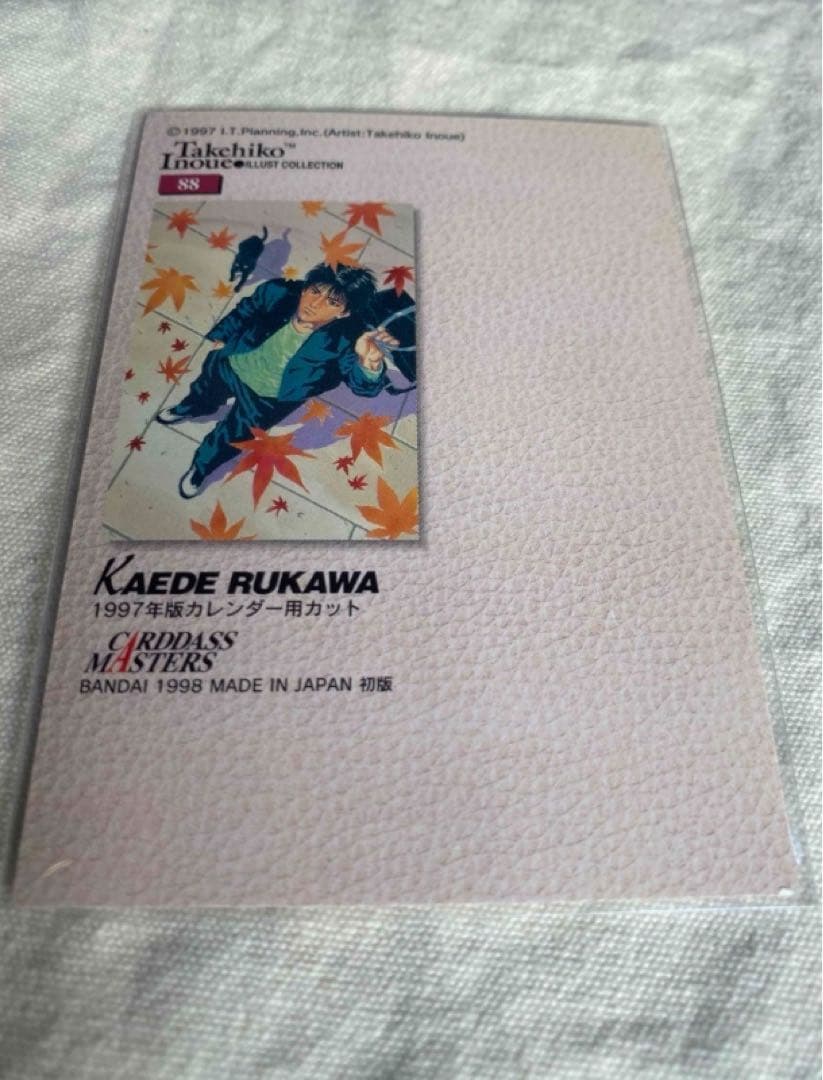 ©1997 I.T.Planning,Inc.(Artist:Takehiko Inoue)
Takehiko™
Inoue●ILLUST COLLECTION
88
KAEDE RUKAWA
1997年版カレンダー用カット
CARDDASS
MASTERS
BANDAI 1998 MADE IN JAPAN 初版